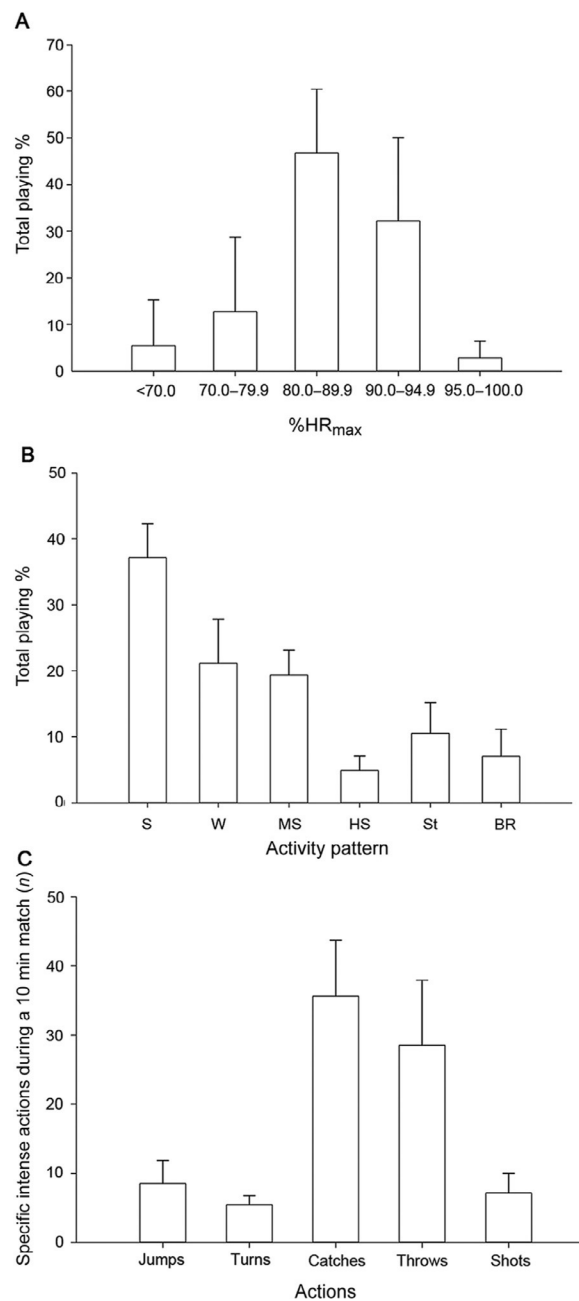 A
Total playing %
70
60
50
40
30
20
10
0
<70.0 70.0–79.9 80.0–89.9 90.0–94.9 95.0–100.0
%HRmax
B
Total playing %
50
40
30
20
10
0
S W MS HS St BR
Activity pattern
C
Specific intense actions during a 10 min match (n)
50
40
30
20
10
0
Jumps Turns Catches Throws Shots
Actions